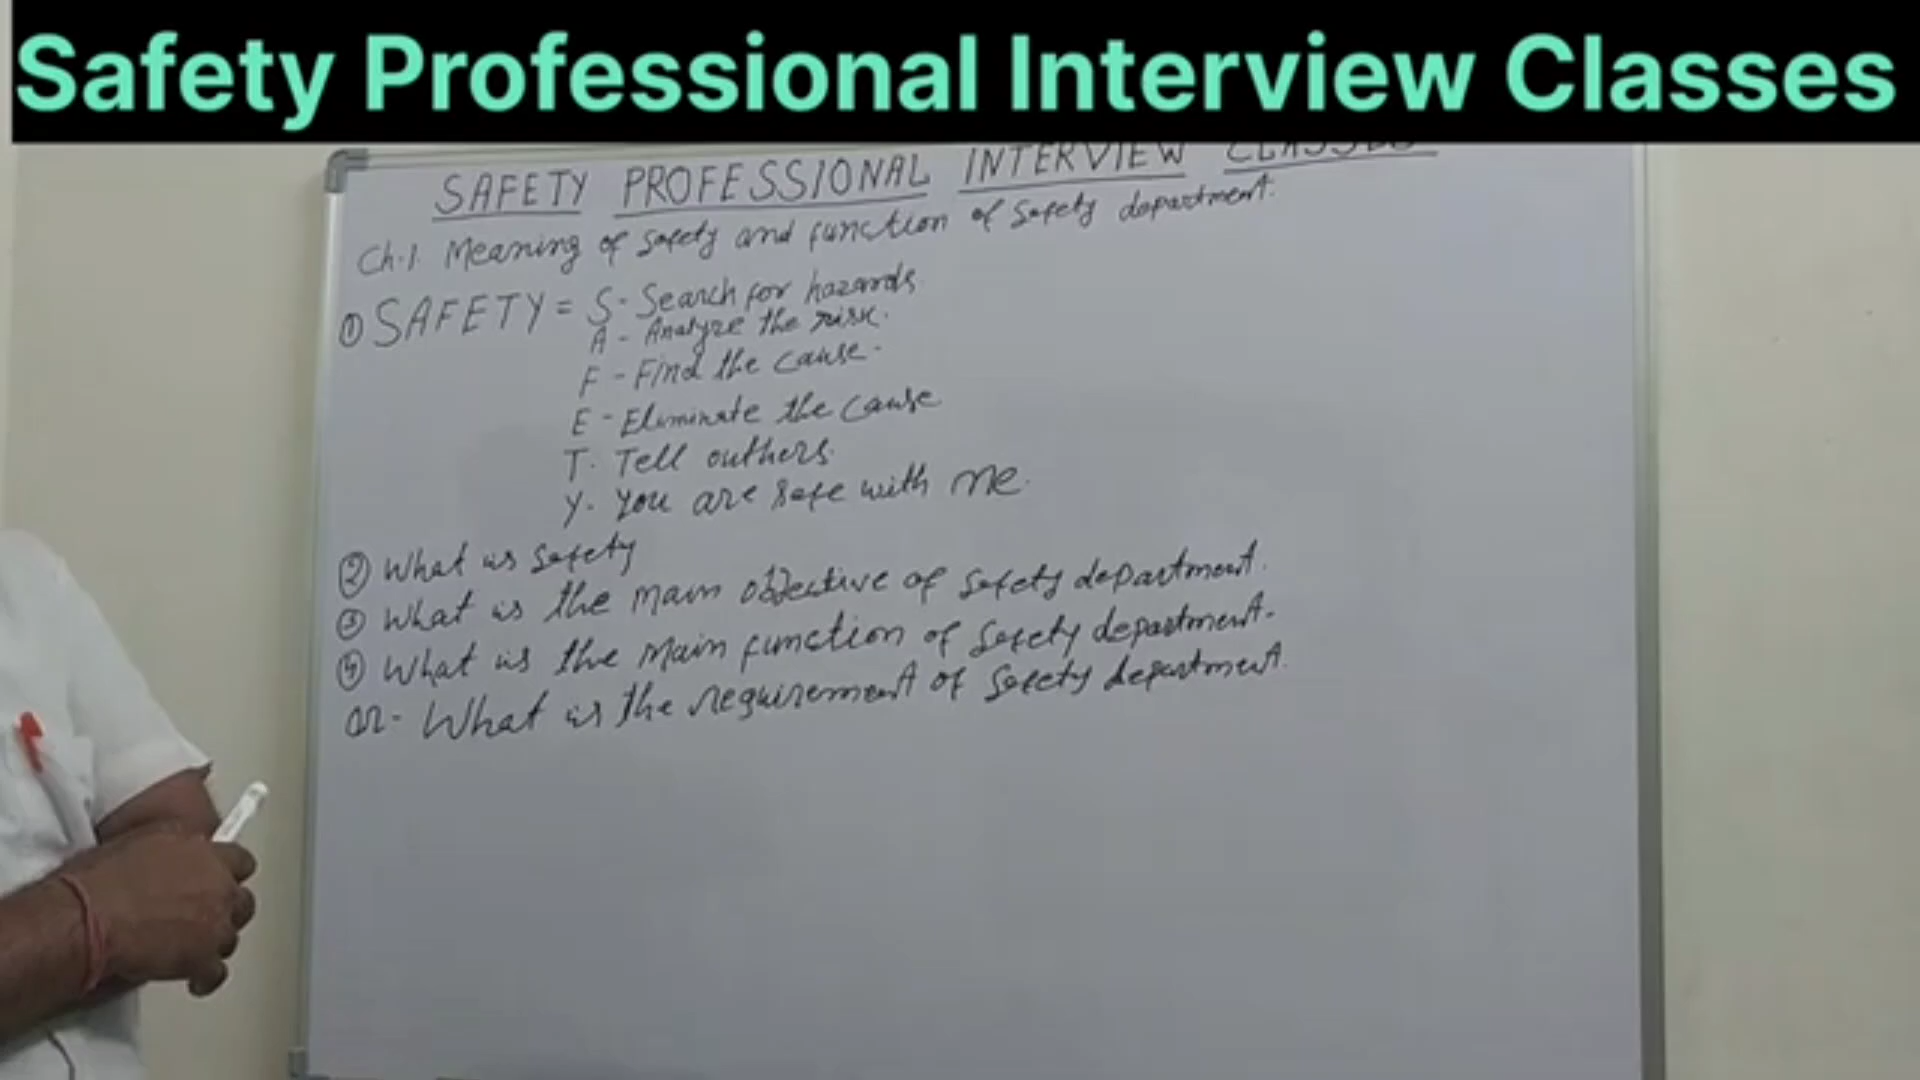 Safety Professional Interview Classes
SAFETY PROFESSIONAL INTERVIEW CLASSES
Ch.1. Meaning of safety and function of safety department.
① SAFETY = S- Search for hazards
A - Analyze the risk.
F - Find the cause.
E - Eliminate the cause
T. Tell outhers.
Y. You are safe with me.
② What is safety
③ What is the main objective of safety department.
④ What is the main function of safety department.
or- What is the requirement of safety department.